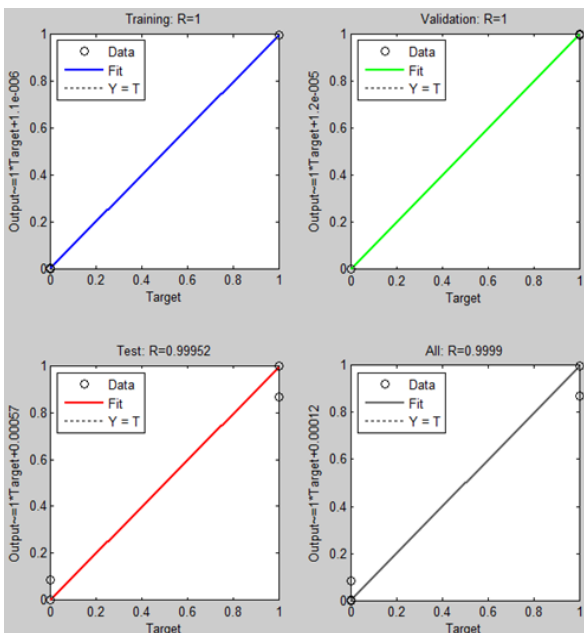 Training: R=1
Output~=1*Target+1.1e-006
1
0.8
0.6
0.4
0.2
0
Data
Fit
Y = T
0 0.2 0.4 0.6 0.8 1
Target
Validation: R=1
Output~=1*Target+1.2e-005
1
0.8
0.6
0.4
0.2
0
Data
Fit
Y = T
0 0.2 0.4 0.6 0.8 1
Target
Test: R=0.99952
Output~=1*Target+0.00057
1
0.8
0.6
0.4
0.2
0
Data
Fit
Y = T
0 0.2 0.4 0.6 0.8 1
Target
All: R=0.9999
Output~=1*Target+0.00012
1
0.8
0.6
0.4
0.2
0
Data
Fit
Y = T
0 0.2 0.4 0.6 0.8 1
Target